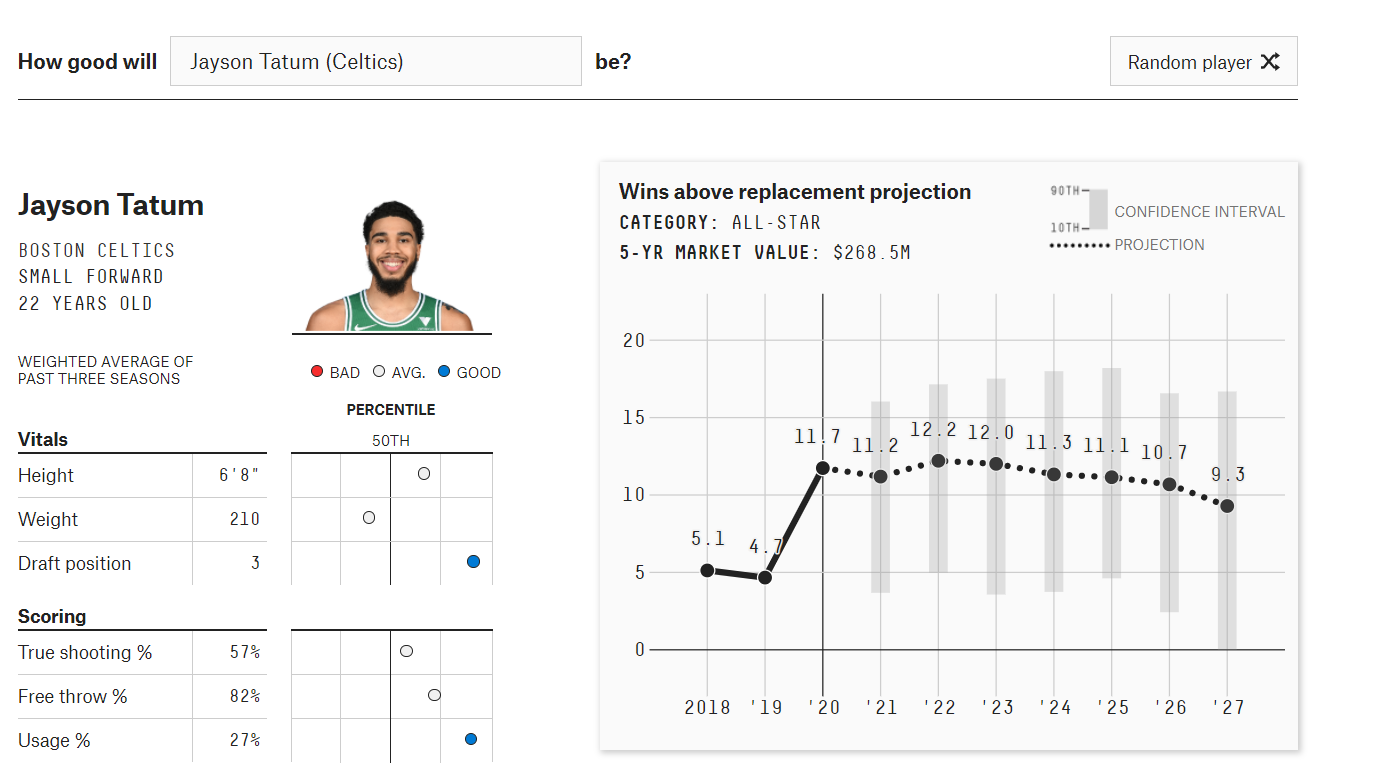 How good will Jayson Tatum (Celtics) be? Random player
Jayson Tatum
BOSTON CELTICS
SMALL FORWARD
22 YEARS OLD
WEIGHTED AVERAGE OF
PAST THREE SEASONS
BAD AVG. GOOD
PERCENTILE
Vitals 50TH
Height 6'8"
Weight 210
Draft position 3
Scoring
True shooting % 57%
Free throw % 82%
Usage % 27%
Wins above replacement projection
CATEGORY: ALL-STAR
5-YR MARKET VALUE: $268.5M
90TH
10TH
CONFIDENCE INTERVAL
PROJECTION
20
15
10
5
0
5.1 4.7 11.7 11.2 12.2 12.0 11.3 11.1 10.7 9.3
2018 '19 '20 '21 '22 '23 '24 '25 '26 '27